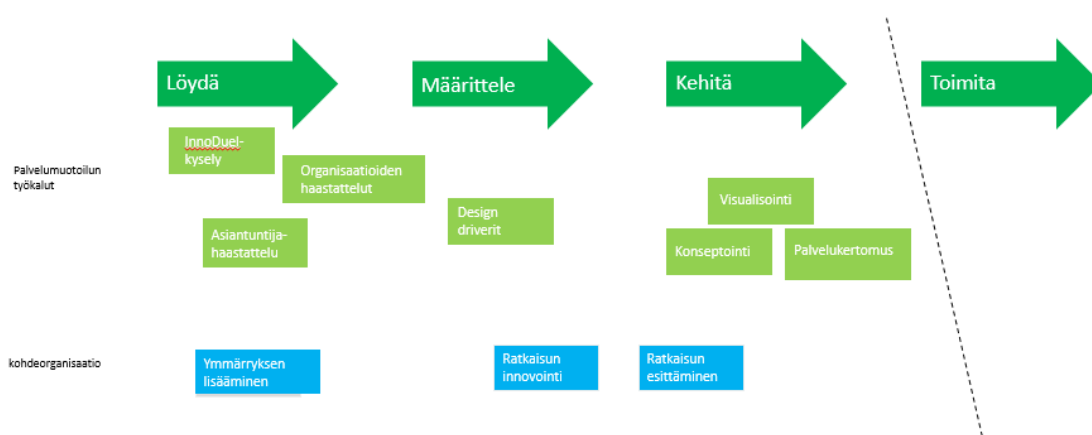 Löydä
Määrittele
Kehitä
Toimita
Palvelumuotoilun
työkalut
InnoDuel-
kysely
Organisaatioiden
haastattelut
Asiantuntija-
haastattelu
Design
driverit
Visualisointi
Konseptointi
Palvelukertomus
kohdeorganisaatio
Ymmärryksen
lisääminen
Ratkaisun
innovointi
Ratkaisun
esittäminen